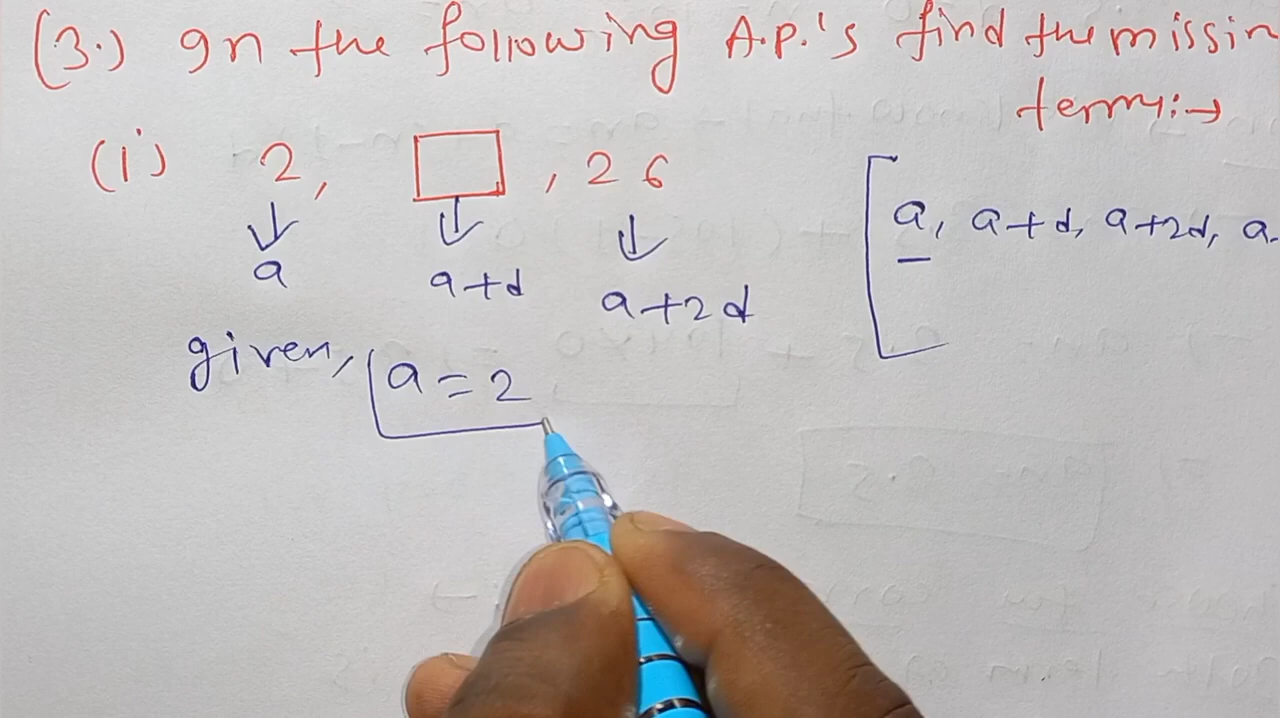 (3.) In the following A.P.'s find the missin
term:→
(i) 2, □, 26
↓ ↓ ↓
a a+d a+2d
[a, a+d, a+2d, a
given, a=2